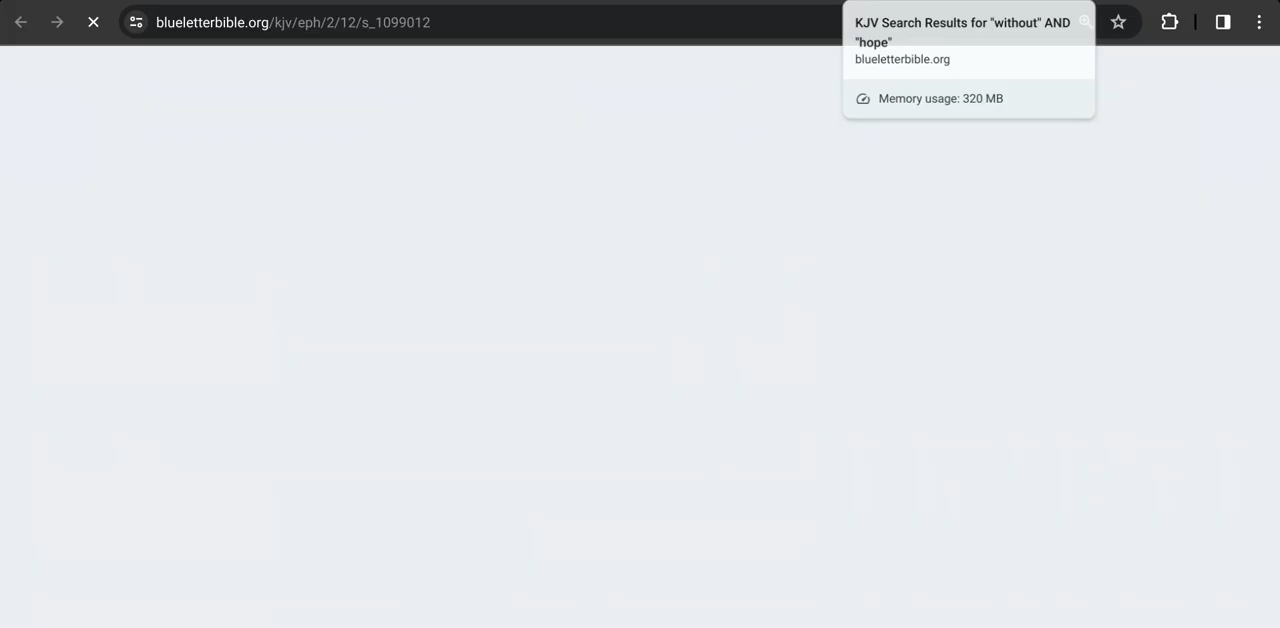 blueletterbible.org/kjv/eph/2/12/s_1099012
KJV Search Results for "without" AND
"hope"
blueletterbible.org
Memory usage: 320 MB